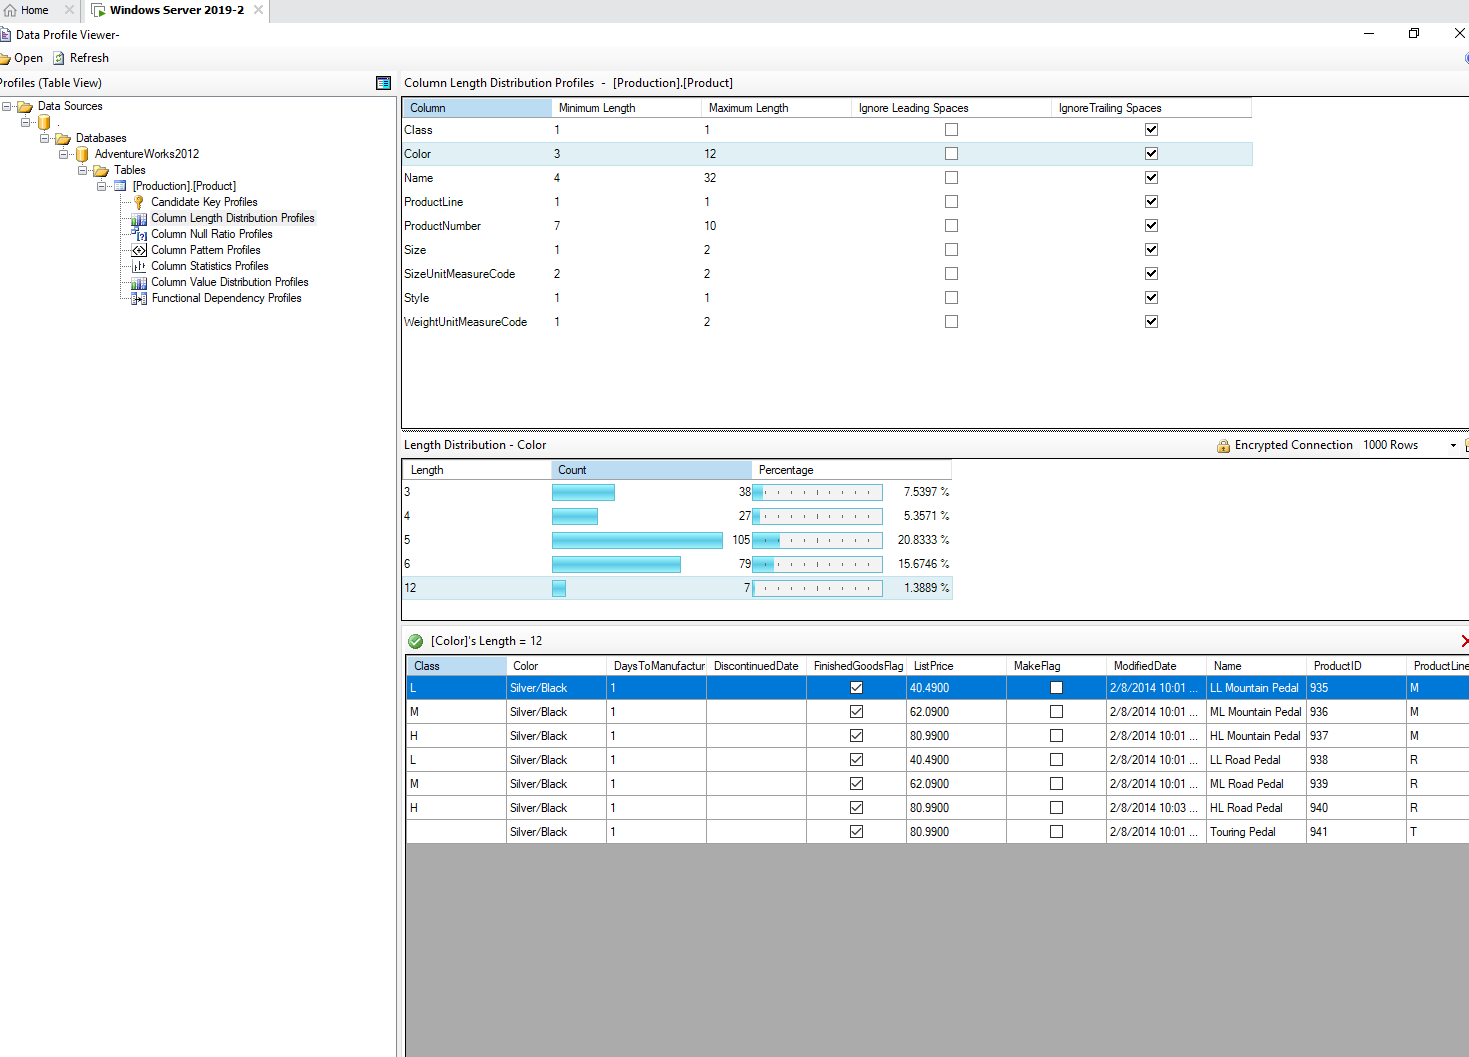 Home
Windows Server 2019-2
Data Profile Viewer-
Open Refresh
Profiles (Table View)
Data Sources
.
Databases
AdventureWorks2012
Tables
[Production].[Product]
Candidate Key Profiles
Column Length Distribution Profiles
Column Null Ratio Profiles
Column Pattern Profiles
Column Statistics Profiles
Column Value Distribution Profiles
Functional Dependency Profiles
Column Length Distribution Profiles - [Production].[Product]
Column Minimum Length Maximum Length Ignore Leading Spaces IgnoreTrailing Spaces
Class 1 1
Color 3 12
Name 4 32
ProductLine 1 1
ProductNumber 7 10
Size 1 2
SizeUnitMeasureCode 2 2
Style 1 1
WeightUnitMeasureCode 1 2
Length Distribution - Color Encrypted Connection 1000 Rows
Length Count Percentage
3 38 7.5397 %
4 27 5.3571 %
5 105 20.8333 %
6 79 15.6746 %
12 7 1.3889 %
[Color]'s Length = 12
Class Color DaysToManufactur DiscontinuedDate FinishedGoodsFlag ListPrice MakeFlag ModifiedDate Name ProductID ProductLine
L Silver/Black 1 40.4900 2/8/2014 10:01 ... LL Mountain Pedal 935 M
M Silver/Black 1 62.0900 2/8/2014 10:01 ... ML Mountain Pedal 936 M
H Silver/Black 1 80.9900 2/8/2014 10:01 ... HL Mountain Pedal 937 M
L Silver/Black 1 40.4900 2/8/2014 10:01 ... LL Road Pedal 938 R
M Silver/Black 1 62.0900 2/8/2014 10:01 ... ML Road Pedal 939 R
H Silver/Black 1 80.9900 2/8/2014 10:03 ... HL Road Pedal 940 R
Silver/Black 1 80.9900 2/8/2014 10:01 ... Touring Pedal 941 T